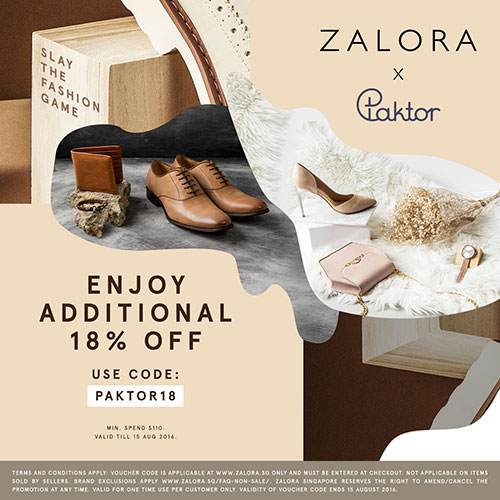 SLAY
THE
FASHION
GAME
ZALORA
X
Paktor
ENJOY
ADDITIONAL
18% OFF
USE CODE:
PAKTOR18
MIN. SPEND $110.
VALID TILL 15 AUG 2016.
TERMS AND CONDITIONS APPLY: VOUCHER CODE IS APPLICABLE AT WWW.ZALORA.SG ONLY AND MUST BE ENTERED AT CHECKOUT. NOT APPLICABLE ON ITEMS
SOLD BY SELLERS. BRAND EXCLUSIONS APPLY WWW.ZALORA.SG/FAQ-NON-SALE/. ZALORA SINGAPORE RESERVES THE RIGHT TO AMEND/CANCEL THE
PROMOTION AT ANY TIME. VALID FOR ONE TIME USE PER CUSTOMER ONLY. VALIDITY OF VOUCHER CODE ENDS 15 AUGUST 2016.